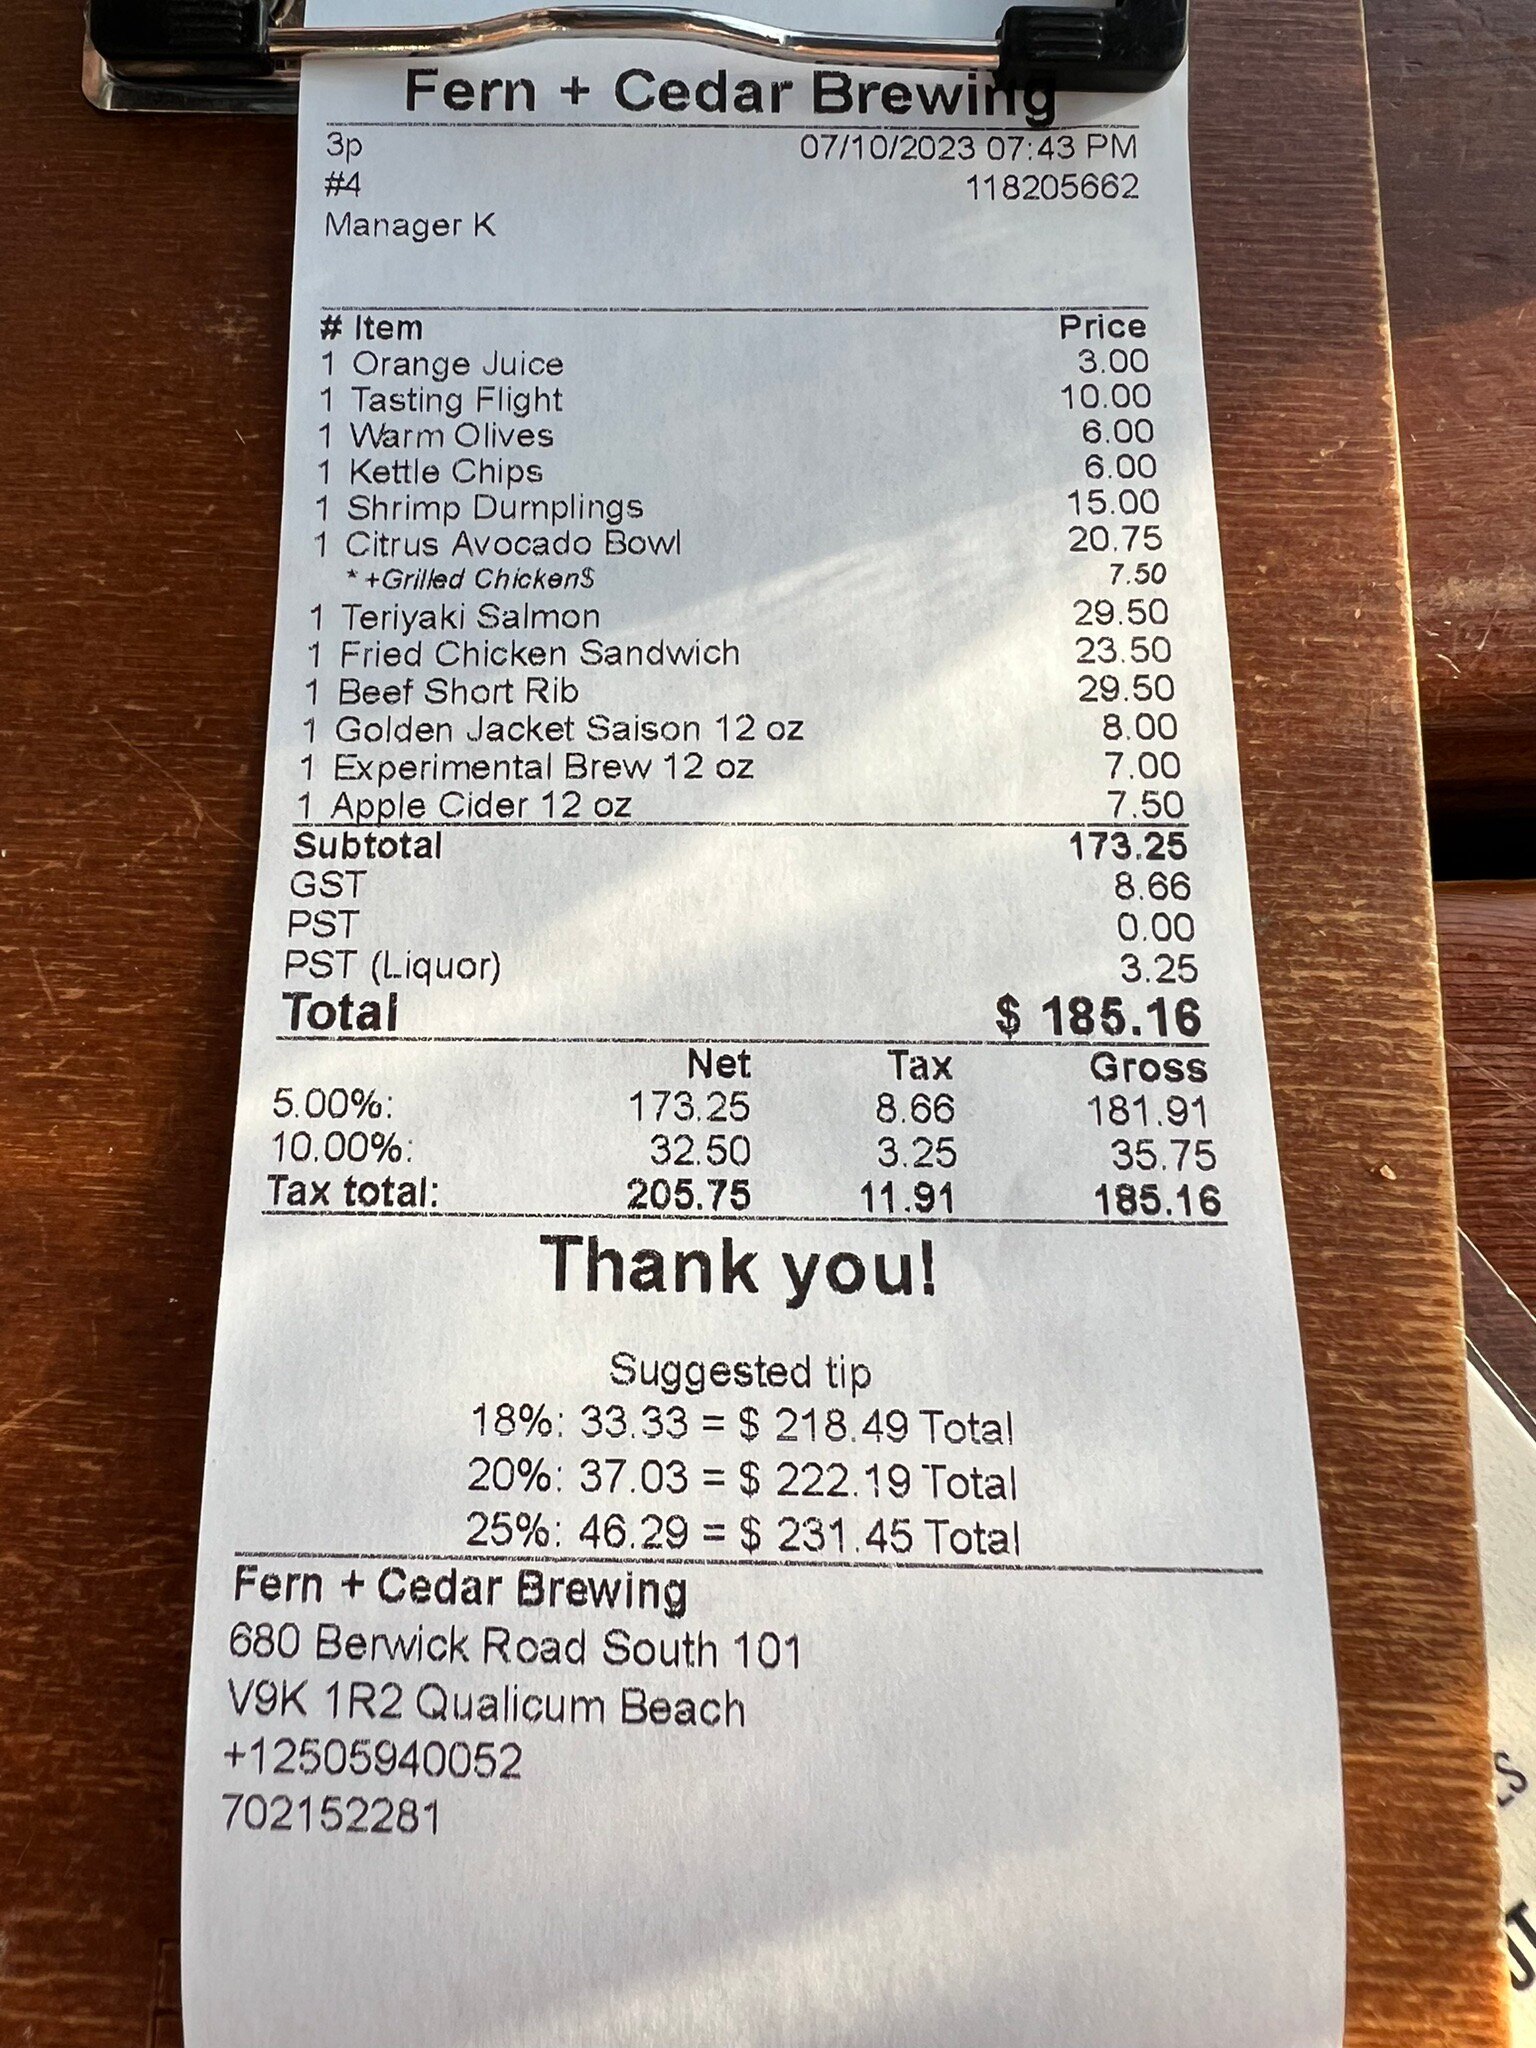 Fern + Cedar Brewing
3p 07/10/2023 07:43 PM
#4 118205662
Manager K
# Item Price
1 Orange Juice 3.00
1 Tasting Flight 10.00
1 Warm Olives 6.00
1 Kettle Chips 6.00
1 Shrimp Dumplings 15.00
1 Citrus Avocado Bowl 20.75
* +Grilled Chicken$ 7.50
1 Teriyaki Salmon 29.50
1 Fried Chicken Sandwich 23.50
1 Beef Short Rib 29.50
1 Golden Jacket Saison 12 oz 8.00
1 Experimental Brew 12 oz 7.00
1 Apple Cider 12 oz 7.50
Subtotal 173.25
GST 8.66
PST 0.00
PST (Liquor) 3.25
Total $ 185.16
Net Tax Gross
5.00%: 173.25 8.66 181.91
10.00%: 32.50 3.25 35.75
Tax total: 205.75 11.91 185.16
Thank you!
Suggested tip
18%: 33.33 = $ 218.49 Total
20%: 37.03 = $ 222.19 Total
25%: 46.29 = $ 231.45 Total
Fern + Cedar Brewing
680 Berwick Road South 101
V9K 1R2 Qualicum Beach
+12505940052
702152281